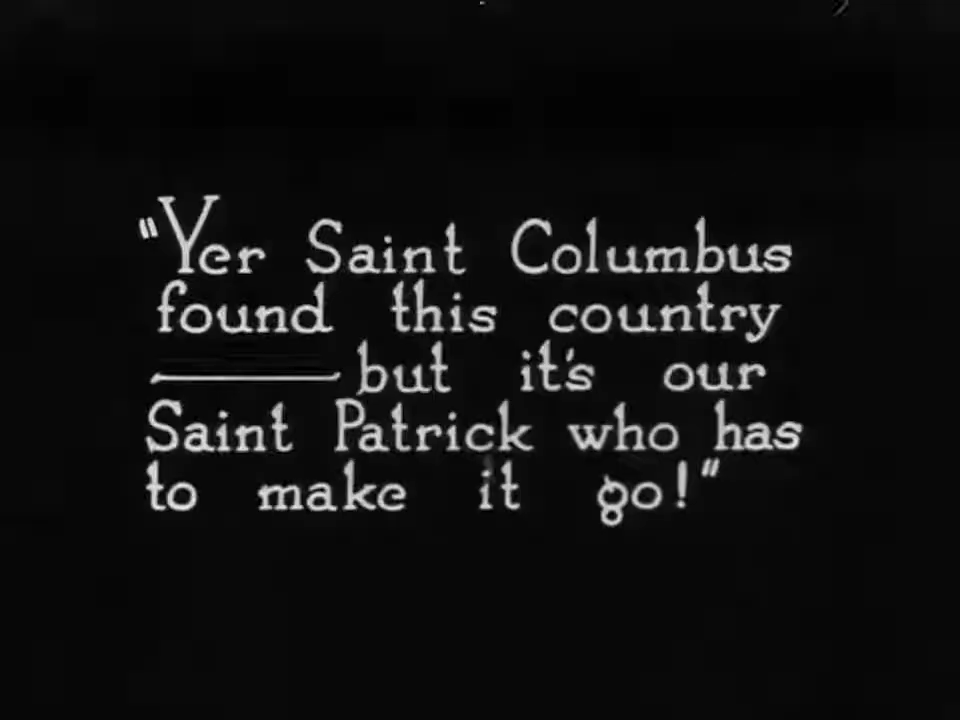 "Yer Saint Columbus
found this country
—— but it's our
Saint Patrick who has
to make it go!"